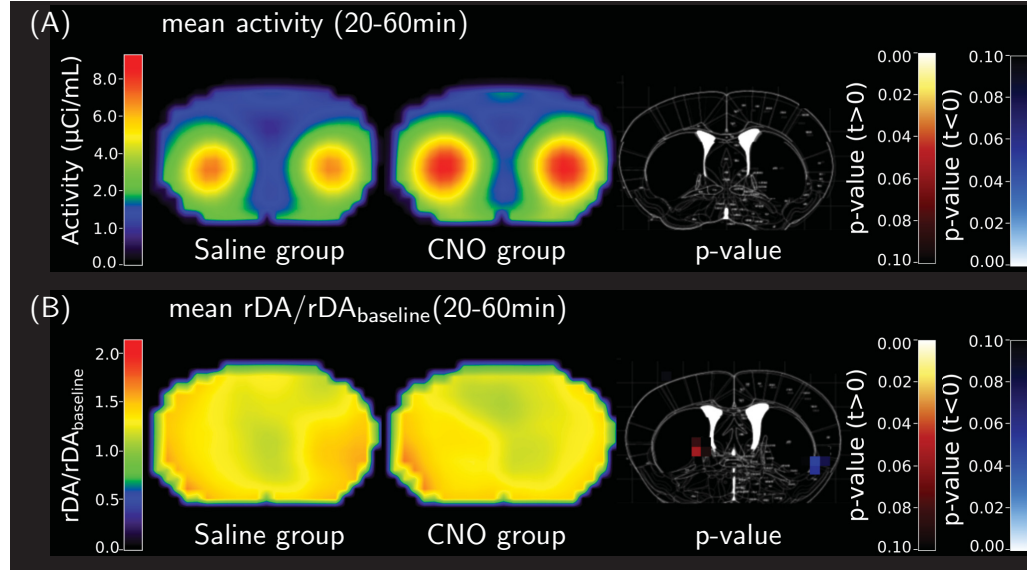 (A) mean activity (20-60min)
Activity (μCi/mL)
8.0
6.0
4.0
2.0
1.0
0.0
Saline group
CNO group
p-value
p-value (t>0)
0.00
0.02
0.04
0.06
0.08
0.10
p-value (t<0)
0.10
0.08
0.06
0.04
0.02
0.00
(B) mean rDA/rDAbaseline(20-60min)
rDA/rDAbaseline
2.0
1.5
1.0
0.5
0.0
Saline group
CNO group
p-value
p-value (t>0)
0.00
0.02
0.04
0.06
0.08
0.10
p-value (t<0)
0.10
0.08
0.06
0.04
0.02
0.00